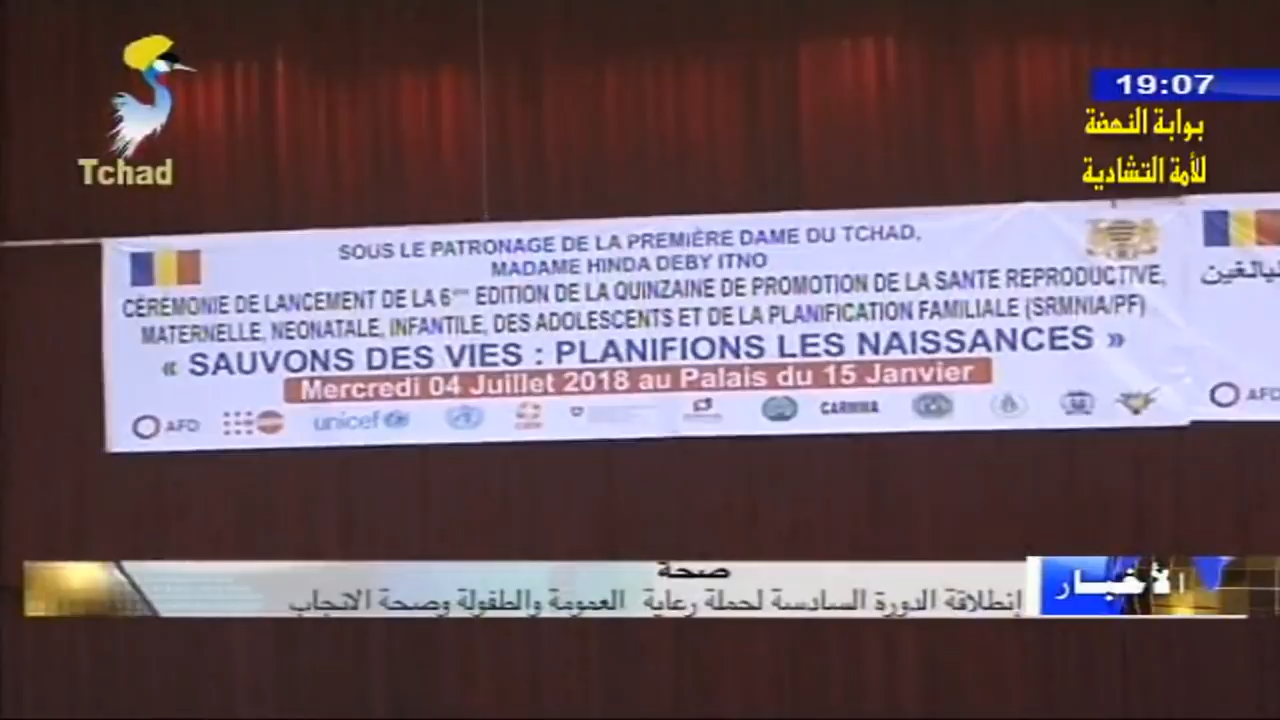 Tchad
19:07
بوابة النهضة
للأمة التشادية
SOUS LE PATRONAGE DE LA PREMIÈRE DAME DU TCHAD,
MADAME HINDA DEBY ITNO
CÉREMONIE DE LANCEMENT DE LA 6ème EDITION DE LA QUINZAINE DE PROMOTION DE LA SANTE REPRODUCTIVE,
MATERNELLE, NEONATALE, INFANTILE, DES ADOLESCENTS ET DE LA PLANIFICATION FAMILIALE (SRMNIA/PF)
« SAUVONS DES VIES : PLANIFIONS LES NAISSANCES »
Mercredi 04 Juillet 2018 au Palais du 15 Janvier
AFD unicef CARMMA
AFD
صحة
إنطلاقة الدورة السادسة لحملة رعاية العمومة والطفولة وصحة الانجاب
الأخبار